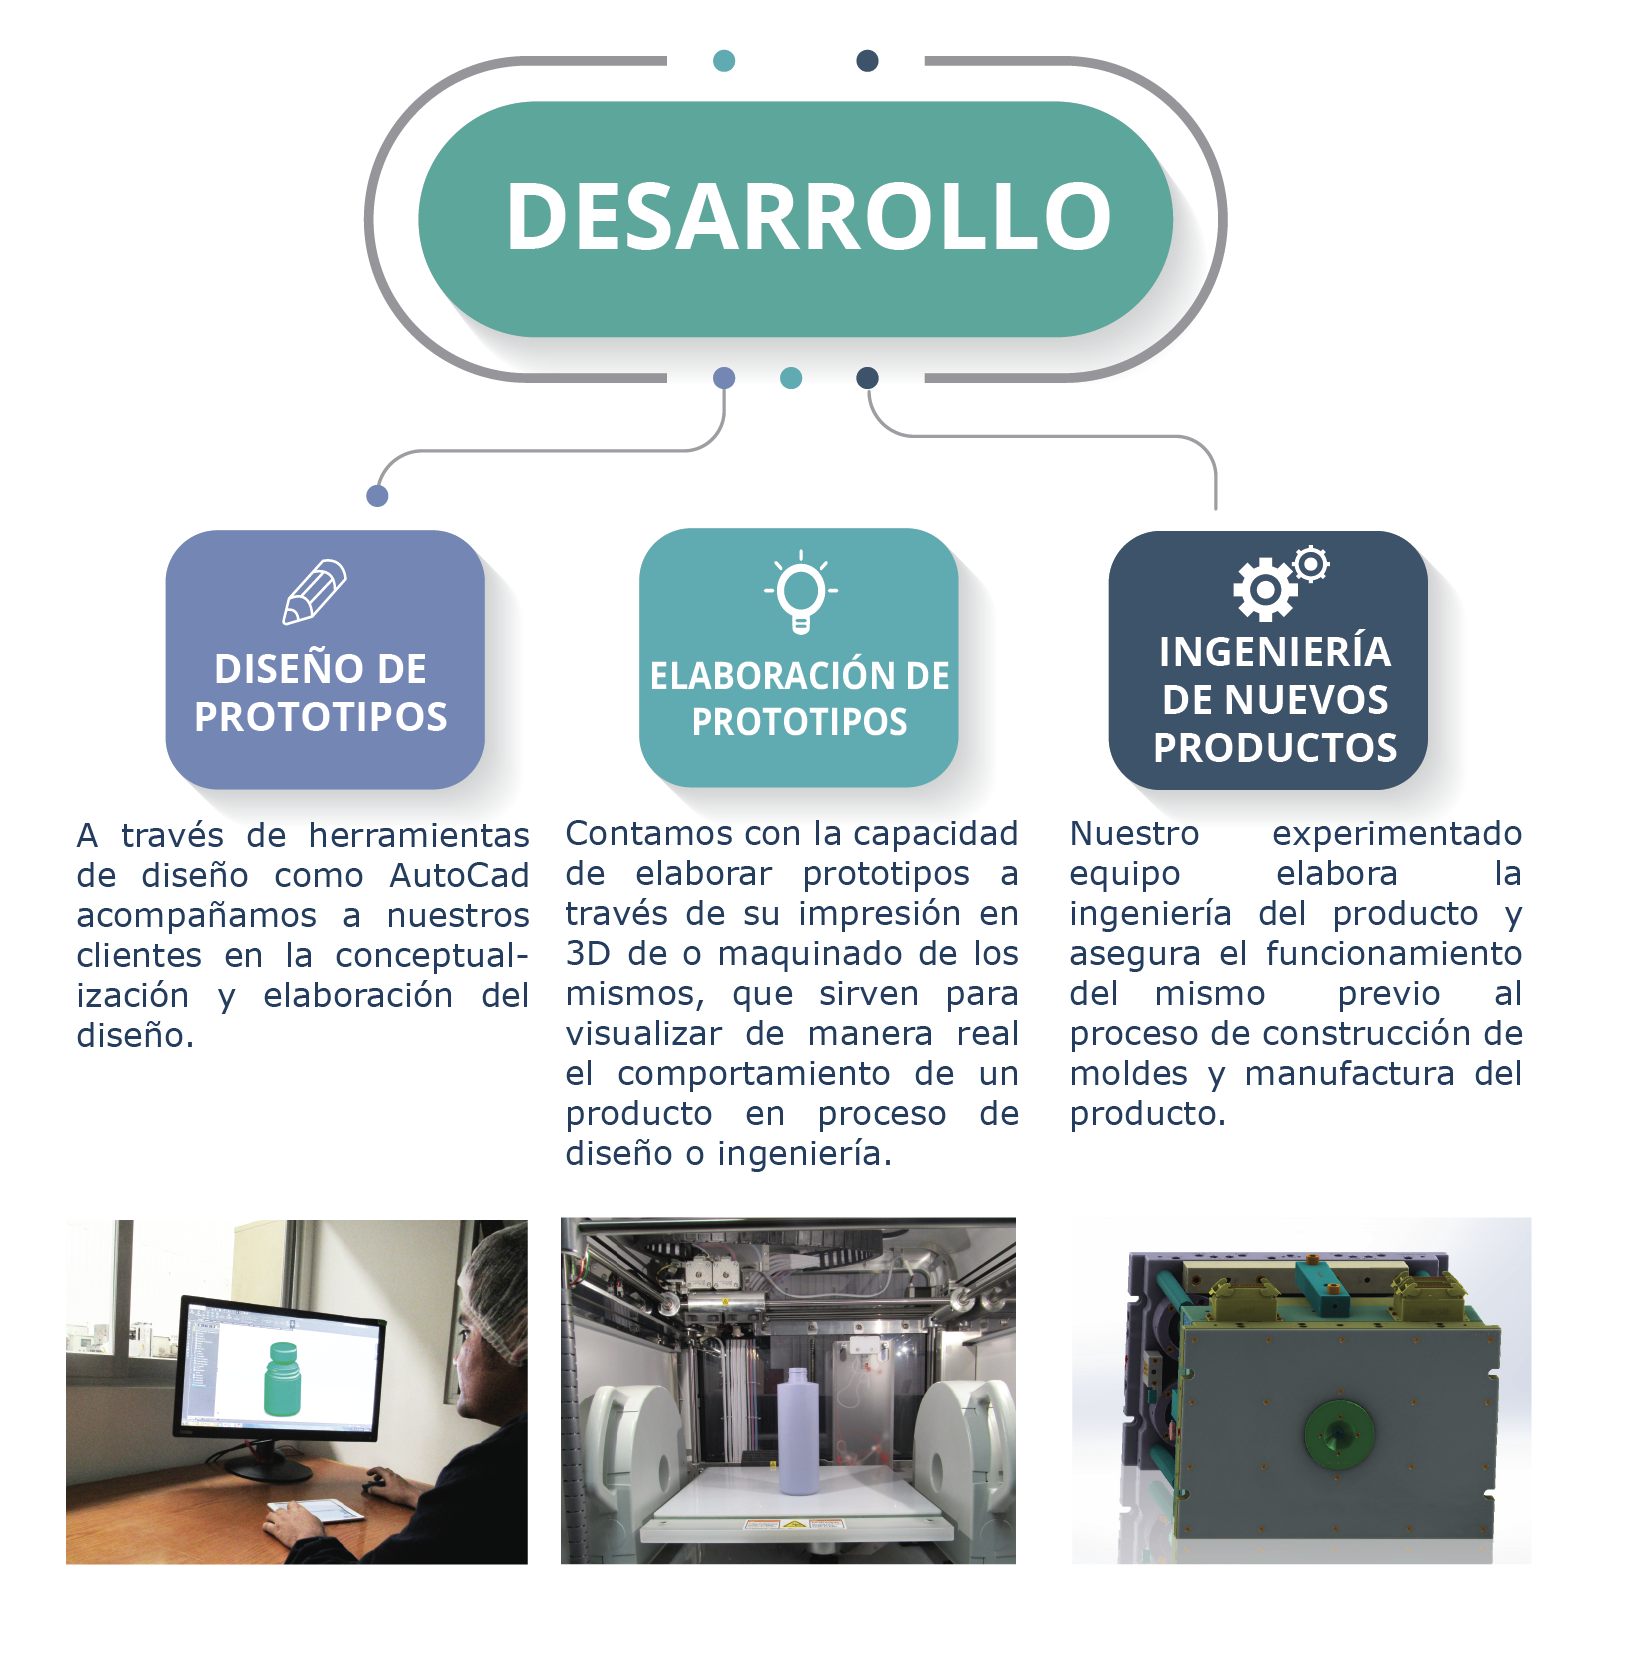 DESARROLLO
DISEÑO DE
PROTOTIPOS
A través de herramientas
de diseño como AutoCad
acompañamos a nuestros
clientes en la conceptual-
ización y elaboración del
diseño.
ELABORACIÓN DE
PROTOTIPOS
Contamos con la capacidad
de elaborar prototipos a
través de su impresión en
3D de o maquinado de los
mismos, que sirven para
visualizar de manera real
el comportamiento de un
producto en proceso de
diseño o ingeniería.
INGENIERÍA
DE NUEVOS
PRODUCTOS
Nuestro experimentado
equipo elabora la
ingeniería del producto y
asegura el funcionamiento
del mismo previo al
proceso de construcción de
moldes y manufactura del
producto.